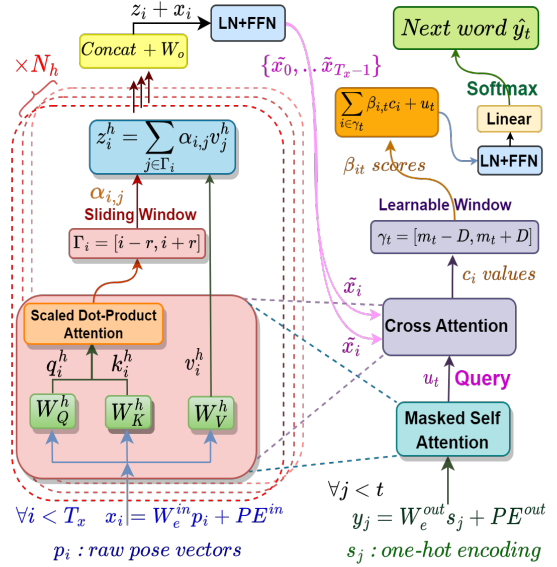 z_i + x_i
LN+FFN
Concat + W_o
×N_h
{x̃_0, .. x̃_{T_x−1}}
z_i^h = ∑_{j∈Γ_i} α_{i,j} v_j^h
α_{i,j}
Sliding Window
Γ_i = [i − r, i + r]
Scaled Dot-Product
Attention
q_i^h
k_i^h
v_i^h
W_Q^h
W_K^h
W_V^h
∀i < T_x
x_i = W_e^{in} p_i + PE^{in}
p_i : raw pose vectors
Next word ŷ_t
Softmax
Linear
LN+FFN
∑_{i∈γ_t} β_{i,t} c_i + u_t
β_{it} scores
Learnable Window
γ_t = [m_t − D, m_t + D]
c_i values
x̃_i
Cross Attention
x̃_i
u_t
Query
Masked Self
Attention
∀j < t
y_j = W_e^{out} s_j + PE^{out}
s_j : one-hot encoding